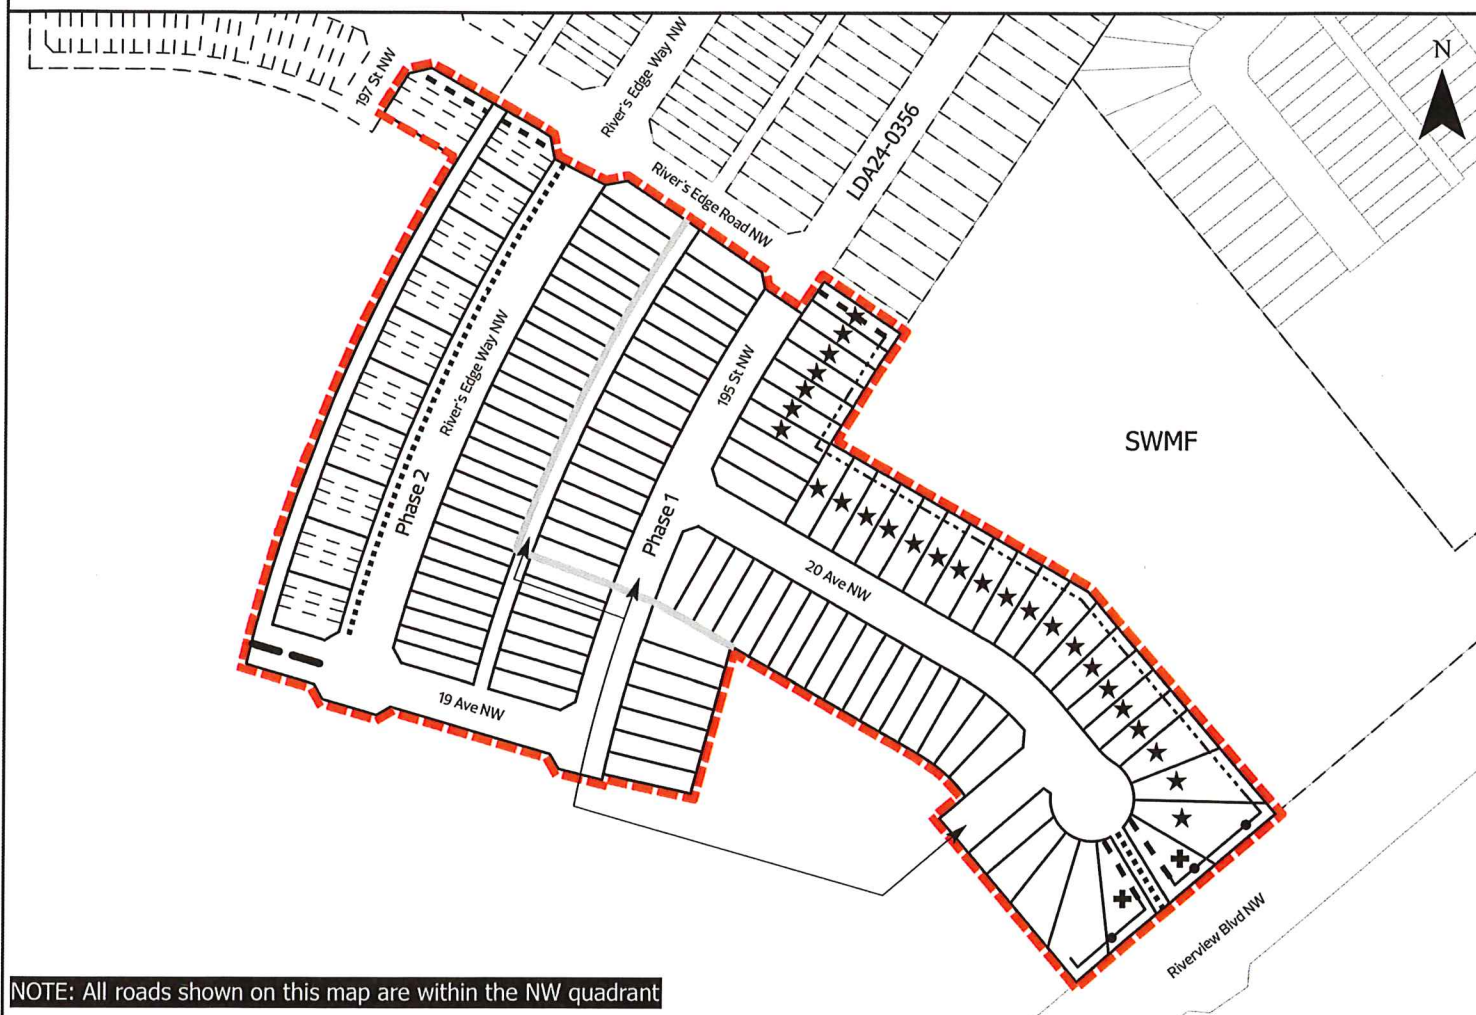 197 St NW
River's Edge Way NW
N
LDA24-0356
River's Edge Road NW
River's Edge Way NW
195 St NW
SWMF
Phase 2
Phase 1
20 Ave NW
19 Ave NW
Riverview Blvd NW
NOTE: All roads shown on this map are within the NW quadrant